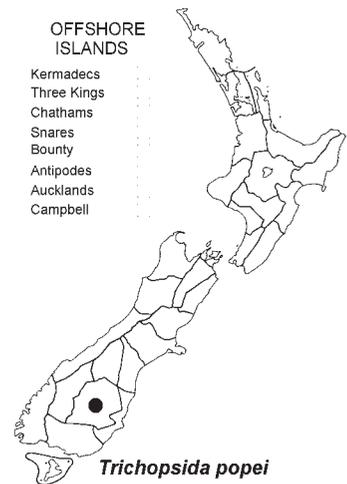 OFFSHORE
ISLANDS
Kermadecs
Three Kings
Chathams
Snares
Bounty
Antipodes
Aucklands
Campbell
Trichopsida popei